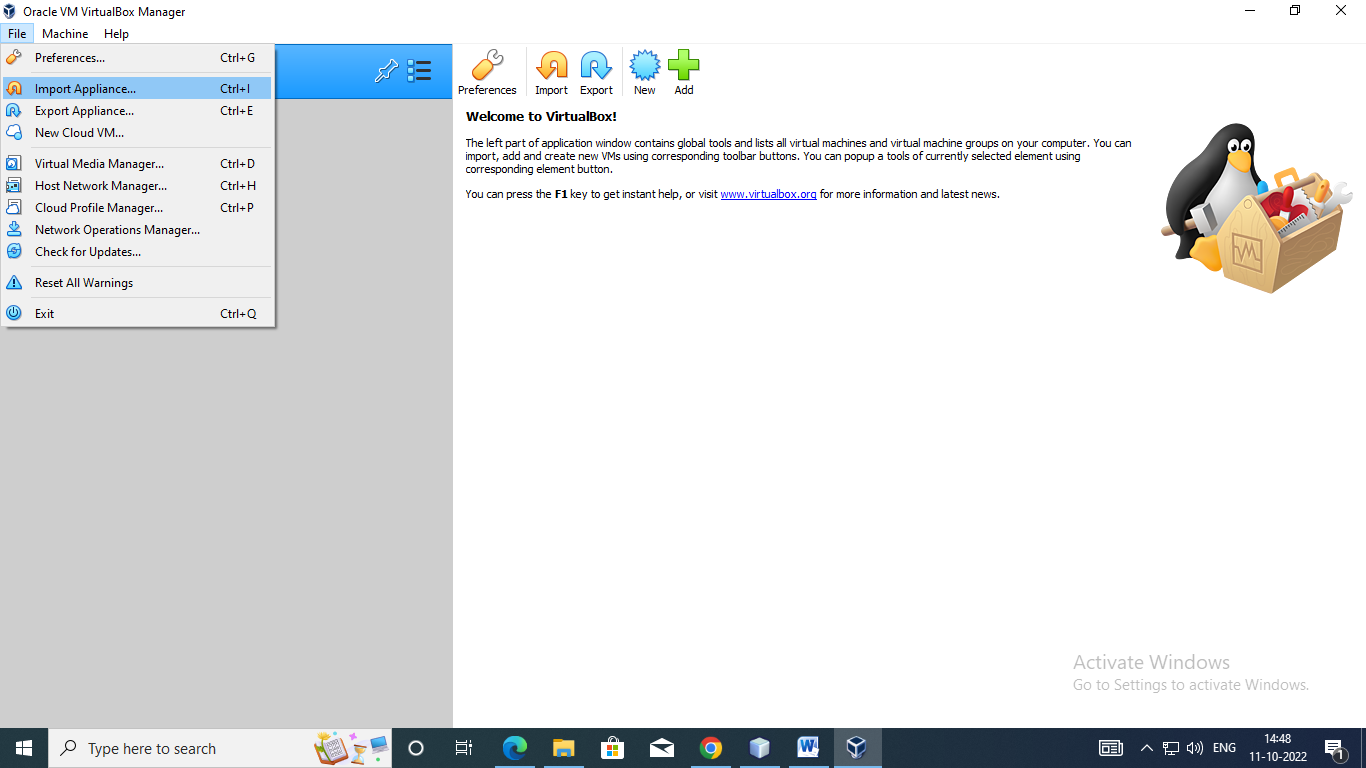 Oracle VM VirtualBox Manager
File Machine Help
Preferences... Ctrl+G
Import Appliance... Ctrl+I
Export Appliance... Ctrl+E
New Cloud VM...
Virtual Media Manager... Ctrl+D
Host Network Manager... Ctrl+H
Cloud Profile Manager... Ctrl+P
Network Operations Manager...
Check for Updates...
Reset All Warnings
Exit Ctrl+Q
Preferences Import Export New Add
Welcome to VirtualBox!
The left part of application window contains global tools and lists all virtual machines and virtual machine groups on your computer. You can
import, add and create new VMs using corresponding toolbar buttons. You can popup a tools of currently selected element using
corresponding element button.
You can press the F1 key to get instant help, or visit www.virtualbox.org for more information and latest news.
Activate Windows
Go to Settings to activate Windows.
Type here to search
ENG
14:48
11-10-2022
1